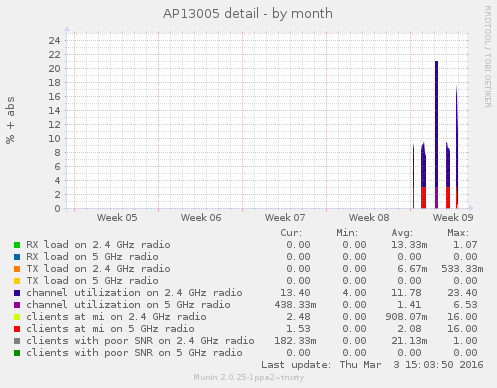 AP13005 detail - by month
RRDTOOL / TOBI OETIKER
% + abs
24
22
20
18
16
14
12
10
8
6
4
2
0
Week 05 Week 06 Week 07 Week 08 Week 09
Cur: Min: Avg: Max:
RX load on 2.4 GHz radio 0.00 0.00 13.33m 1.07
RX load on 5 GHz radio 0.00 0.00 0.00 0.00
TX load on 2.4 GHz radio 0.00 0.00 6.67m 533.33m
TX load on 5 GHz radio 0.00 0.00 0.00 0.00
channel utilization on 2.4 GHz radio 13.40 4.00 11.78 23.40
channel utilization on 5 GHz radio 438.33m 0.00 1.41 6.53
clients at mi on 2.4 GHz radio 2.48 0.00 908.07m 16.00
clients at mi on 5 GHz radio 1.53 0.00 2.08 16.00
clients with poor SNR on 2.4 GHz radio 182.33m 0.00 21.13m 1.00
clients with poor SNR on 5 GHz radio 0.00 0.00 0.00 0.00
Last update: Thu Mar 3 15:03:50 2016
Munin 2.0.25-1ppa2~trusty